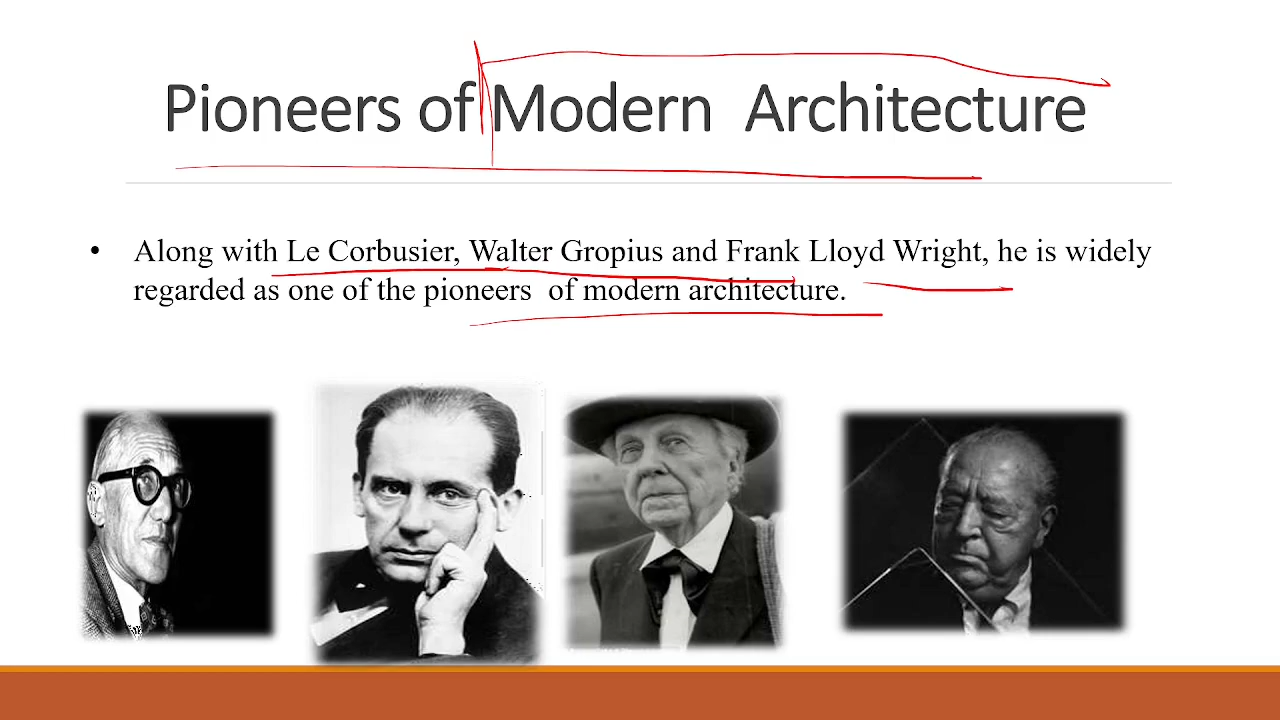 Pioneers of Modern  Architecture
• Along with Le Corbusier, Walter Gropius and Frank Lloyd Wright, he is widely
regarded as one of the pioneers  of modern architecture.